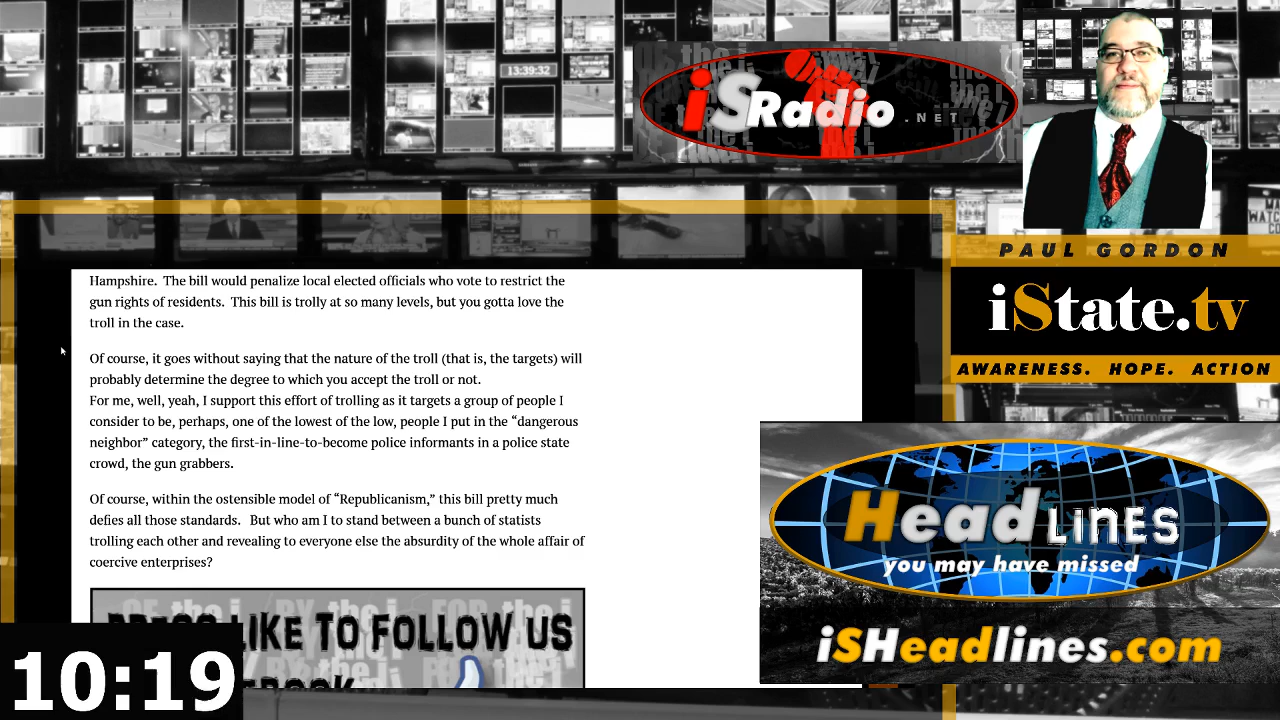 13:39:32
iSRadio.NET
PAUL GORDON
iState.tv
AWARENESS. HOPE. ACTION
Hampshire. The bill would penalize local elected officials who vote to restrict the
gun rights of residents. This bill is trolly at so many levels, but you gotta love the
troll in the case.
Of course, it goes without saying that the nature of the troll (that is, the targets) will
probably determine the degree to which you accept the troll or not.
For me, well, yeah, I support this effort of trolling as it targets a group of people I
consider to be, perhaps, one of the lowest of the low, people I put in the “dangerous
neighbor” category, the first-in-line-to-become police informants in a police state
crowd, the gun grabbers.
Of course, within the ostensible model of “Republicanism,” this bill pretty much
defies all those standards. But who am I to stand between a bunch of statists
trolling each other and revealing to everyone else the absurdity of the whole affair of
coercive enterprises?
OF the i BY the i FOR the i
PRESS LIKE TO FOLLOW US
HeadLINES
you may have missed
iSHeadlines.com
10:19